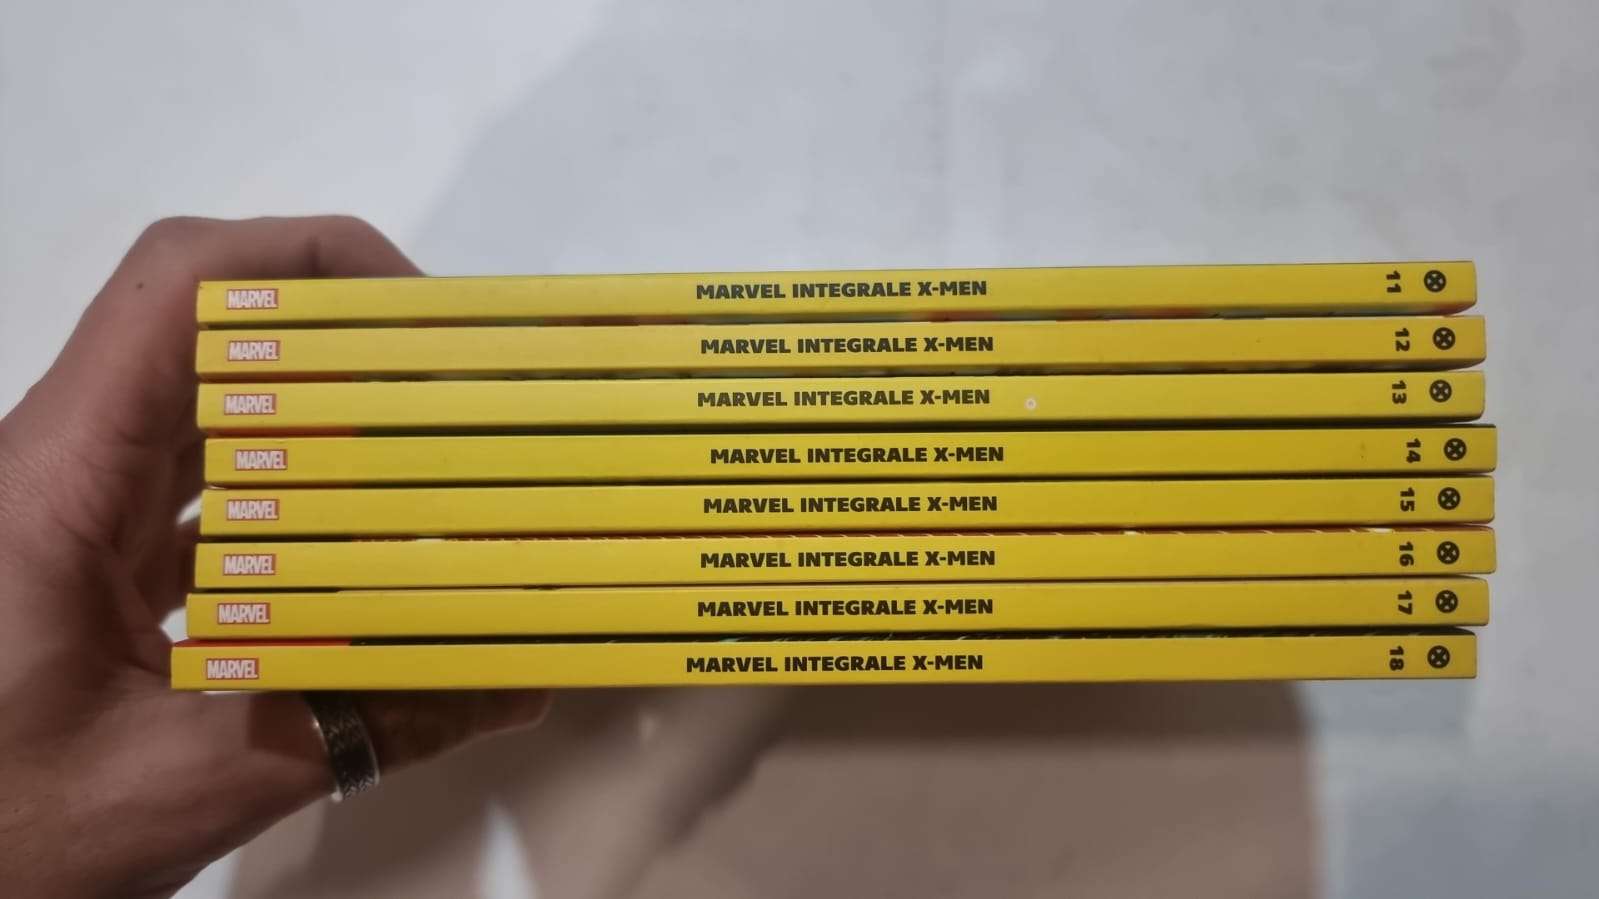 MARVEL MARVEL INTEGRALE X-MEN 11
MARVEL MARVEL INTEGRALE X-MEN 12
MARVEL MARVEL INTEGRALE X-MEN 13
MARVEL MARVEL INTEGRALE X-MEN 14
MARVEL MARVEL INTEGRALE X-MEN 15
MARVEL MARVEL INTEGRALE X-MEN 16
MARVEL MARVEL INTEGRALE X-MEN 17
MARVEL MARVEL INTEGRALE X-MEN 18